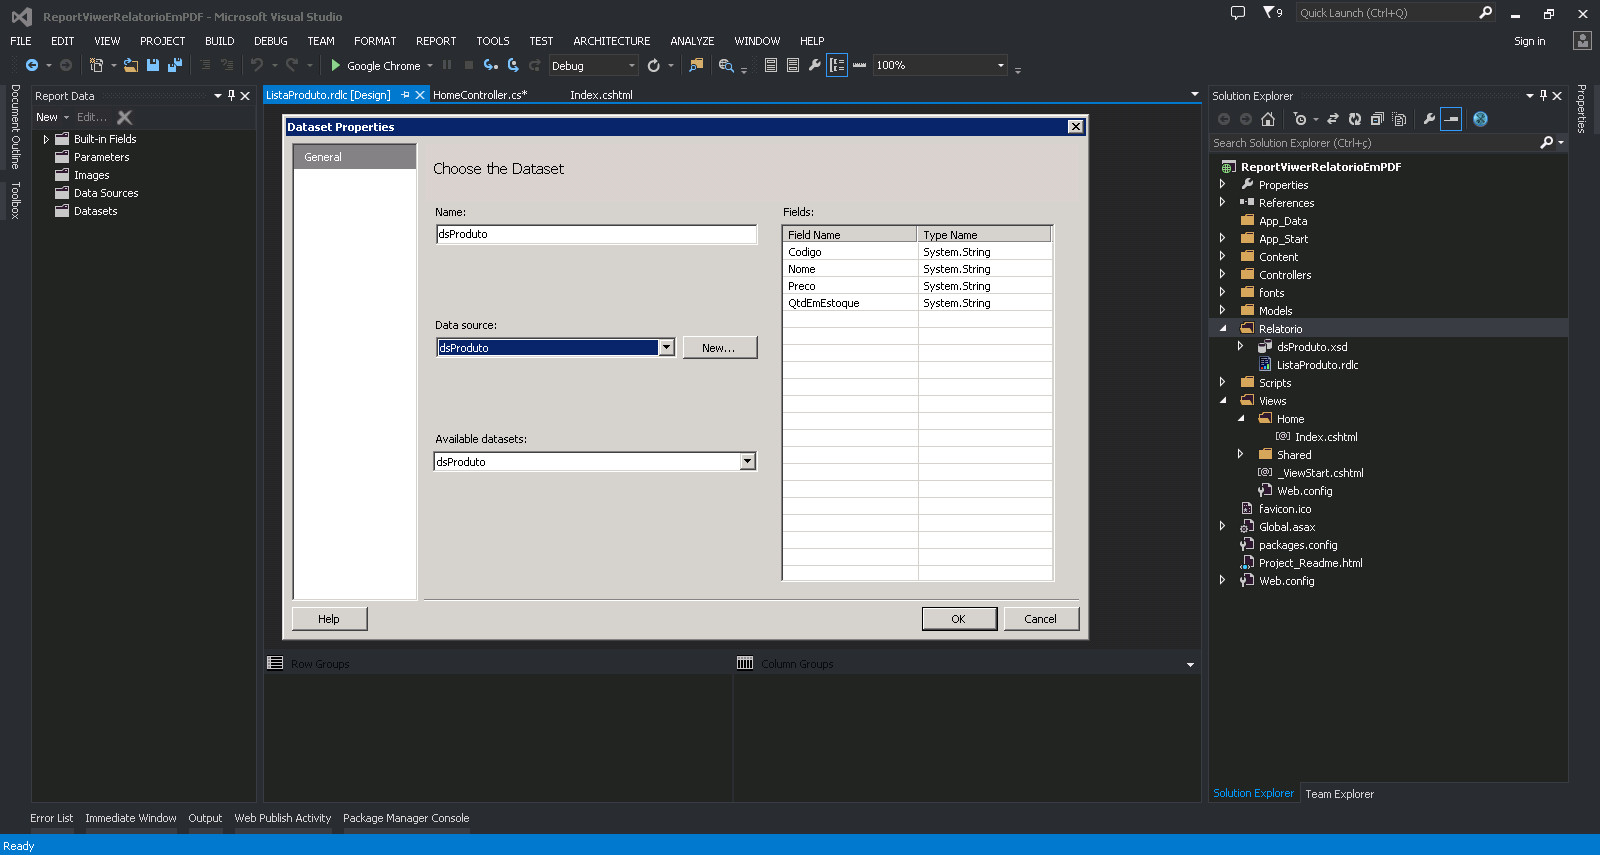 ReportViwerRelatorioEmPDF - Microsoft Visual Studio
9
Quick Launch (Ctrl+Q)
FILE EDIT VIEW PROJECT BUILD DEBUG TEAM FORMAT REPORT TOOLS TEST ARCHITECTURE ANALYZE WINDOW HELP
Sign in
Google Chrome
Debug
100%
Document Outline
Toolbox
Report Data
New Edit...
Built-in Fields
Parameters
Images
Data Sources
Datasets
ListaProduto.rdlc [Design]
HomeController.cs*
Index.cshtml
Dataset Properties
General
Choose the Dataset
Name:
dsProduto
Data source:
dsProduto
New...
Available datasets:
dsProduto
Fields:
Field Name Type Name
Codigo System.String
Nome System.String
Preco System.String
QtdEmEstoque System.String
Help
OK
Cancel
Row Groups
Column Groups
Solution Explorer
Search Solution Explorer (Ctrl+ç)
ReportViwerRelatorioEmPDF
Properties
References
App_Data
App_Start
Content
Controllers
fonts
Models
Relatorio
dsProduto.xsd
ListaProduto.rdlc
Scripts
Views
Home
Index.cshtml
Shared
_ViewStart.cshtml
Web.config
favicon.ico
Global.asax
packages.config
Project_Readme.html
Web.config
Solution Explorer
Team Explorer
Properties
Error List
Immediate Window
Output
Web Publish Activity
Package Manager Console
Ready